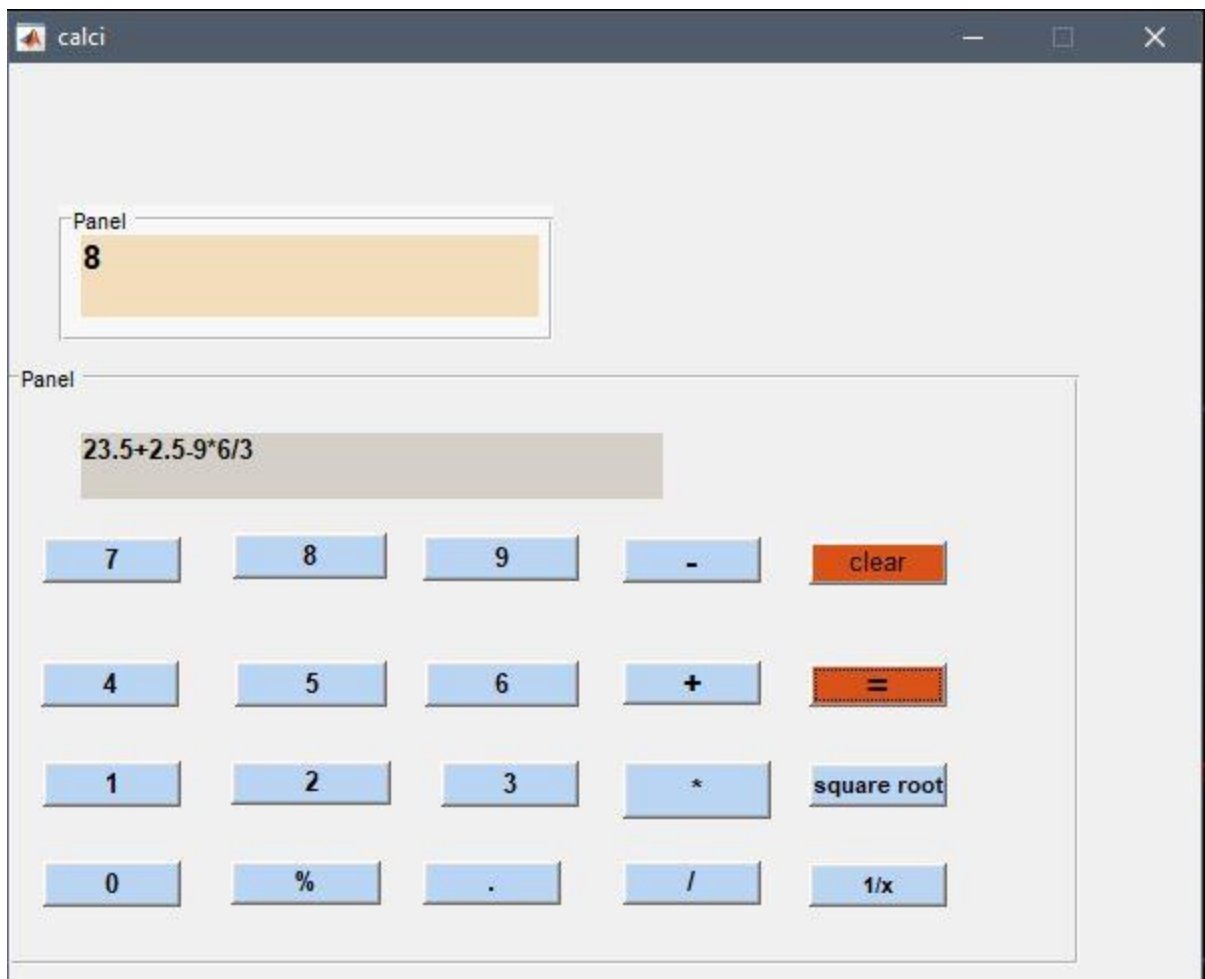 calci
Panel
8
Panel
23.5+2.5-9*6/3
7 8 9 - clear
4 5 6 + =
1 2 3 * square root
0 % . / 1/x